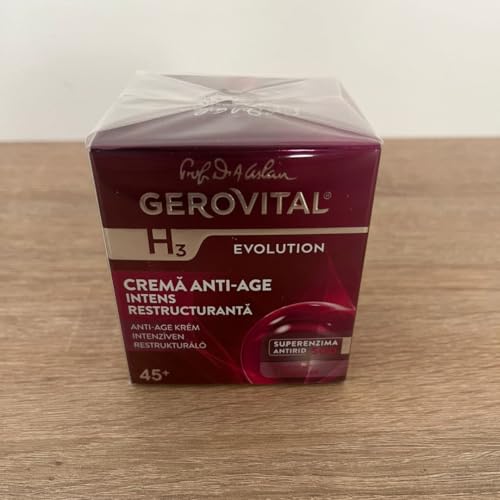 Prof. Dr. A. Aslan
GEROVITAL®
H3
EVOLUTION
CREMĂ ANTI-AGE
INTENS
RESTRUCTURANTĂ
ANTI-AGE KRÉM
INTENZÍVEN
RESTRUKTURÁLÓ
SUPERENZIMA
ANTIRID
45+